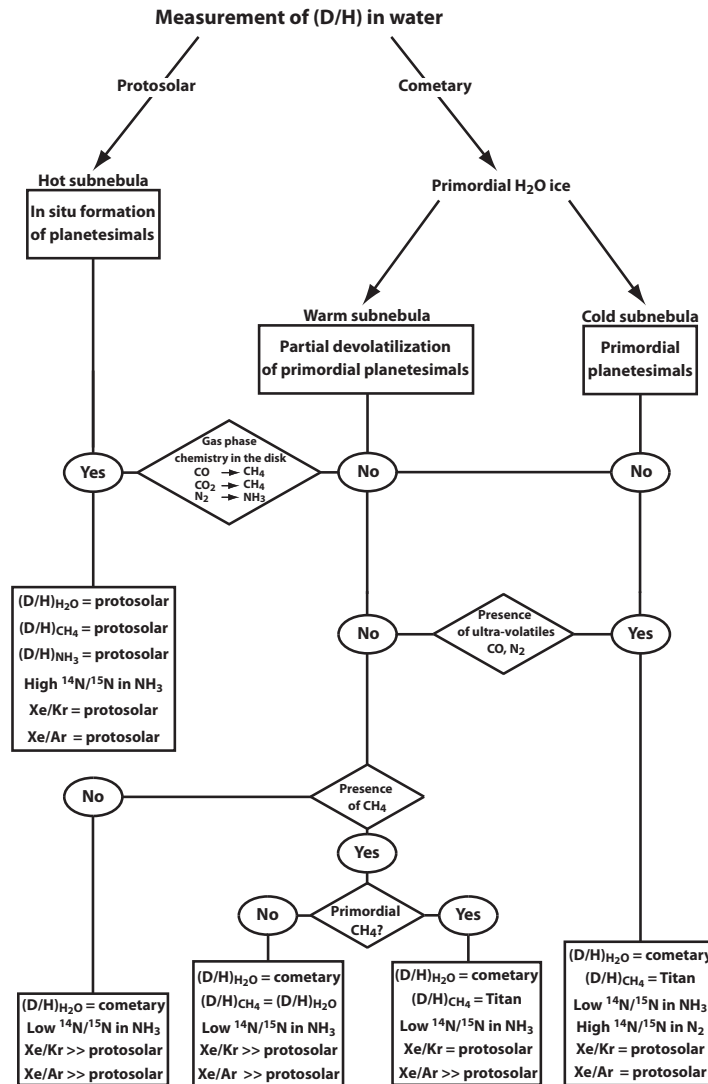 Measurement of (D/H) in water
Protosolar
Cometary
Hot subnebula
In situ formation
of planetesimals
Primordial H₂O ice
Warm subnebula
Partial devolatilization
of primordial planetesimals
Cold subnebula
Primordial
planetesimals
Yes
Gas phase
chemistry in the disk
CO → CH₄
CO₂ → CH₄
N₂ → NH₃
No
No
(D/H)H₂O = protosolar
(D/H)CH₄ = protosolar
(D/H)NH₃ = protosolar
High ¹⁴N/¹⁵N in NH₃
Xe/Kr = protosolar
Xe/Ar = protosolar
No
Presence
of ultra-volatiles
CO, N₂
Yes
No
Presence
of CH₄
Yes
No
Primordial
CH₄?
Yes
(D/H)H₂O = cometary
Low ¹⁴N/¹⁵N in NH₃
Xe/Kr >> protosolar
Xe/Ar >> protosolar
(D/H)H₂O = cometary
(D/H)CH₄ = (D/H)H₂O
Low ¹⁴N/¹⁵N in NH₃
Xe/Kr >> protosolar
Xe/Ar >> protosolar
(D/H)H₂O = cometary
(D/H)CH₄ = Titan
Low ¹⁴N/¹⁵N in NH₃
Xe/Kr = protosolar
Xe/Ar >> protosolar
(D/H)H₂O = cometary
(D/H)CH₄ = Titan
Low ¹⁴N/¹⁵N in NH₃
High ¹⁴N/¹⁵N in N₂
Xe/Kr = protosolar
Xe/Ar = protosolar